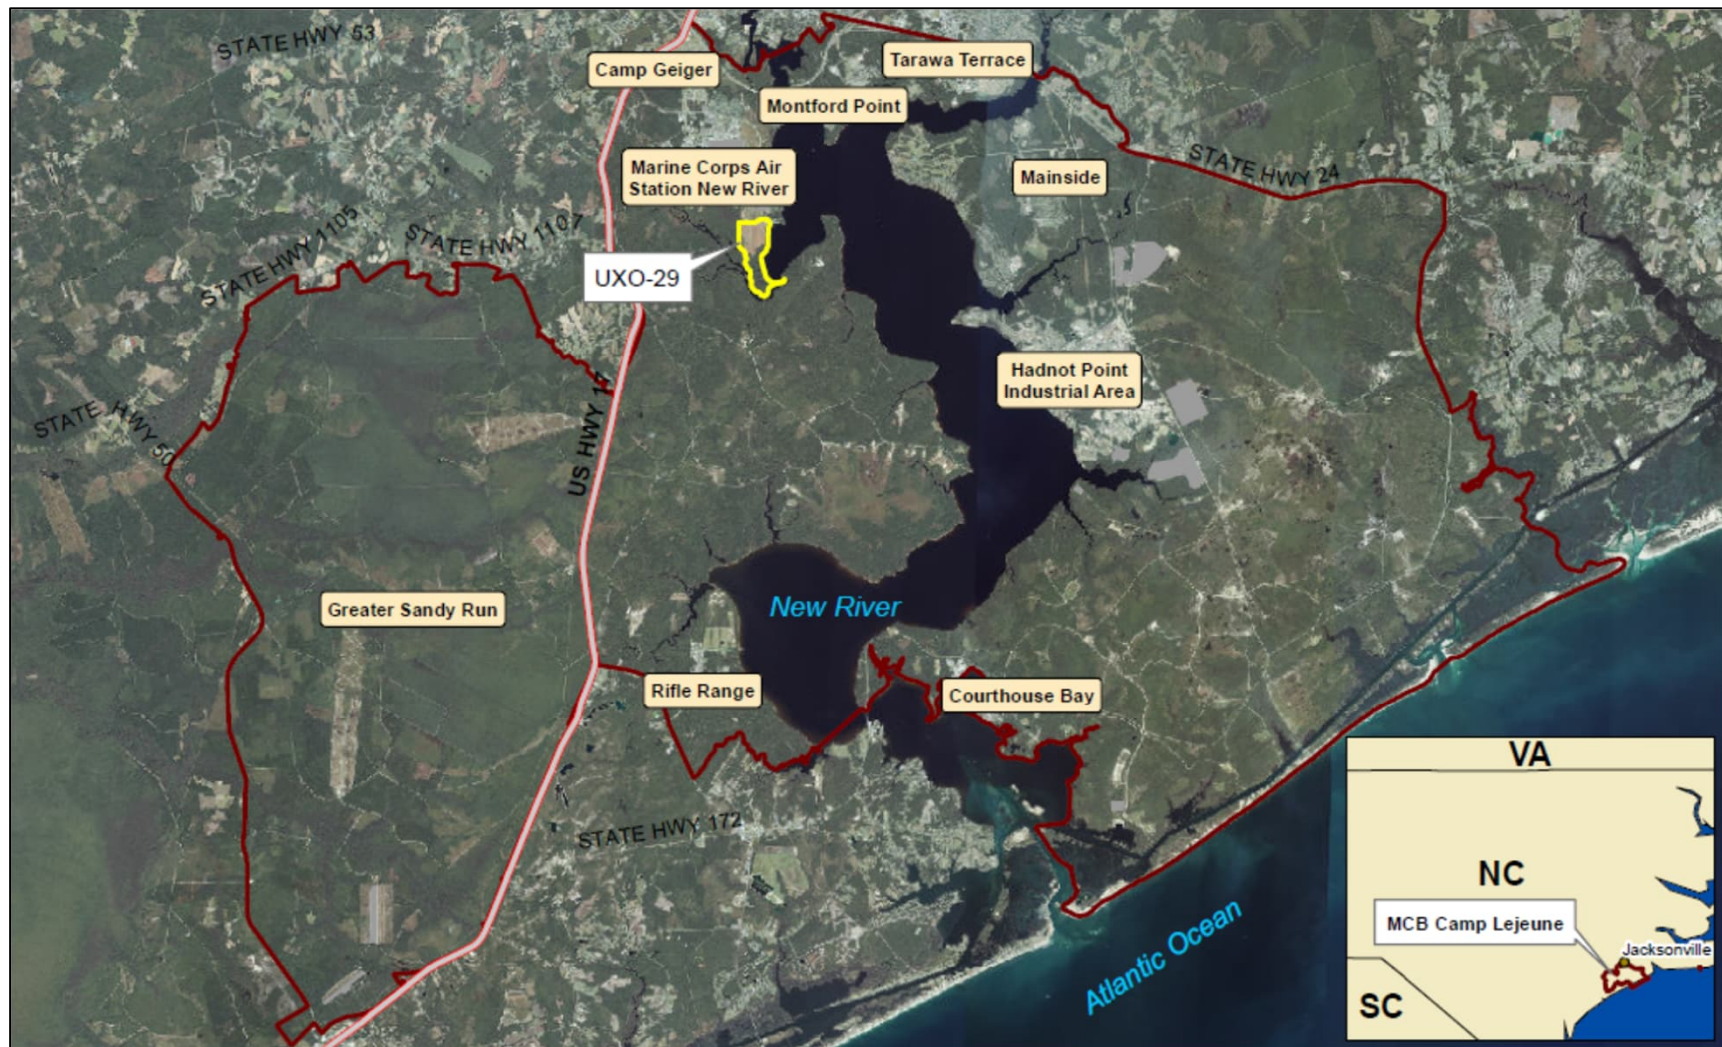 STATE HWY 53
Camp Geiger
Tarawa Terrace
Montford Point
Marine Corps Air
Station New River
Mainside
STATE HWY 24
STATE HWY 1105
STATE HWY 1107
UXO-29
Hadnot Point
Industrial Area
STATE HWY 50
US HWY 17
Greater Sandy Run
New River
Rifle Range
Courthouse Bay
STATE HWY 172
Atlantic Ocean
VA
NC
MCB Camp Lejeune
Jacksonville
SC